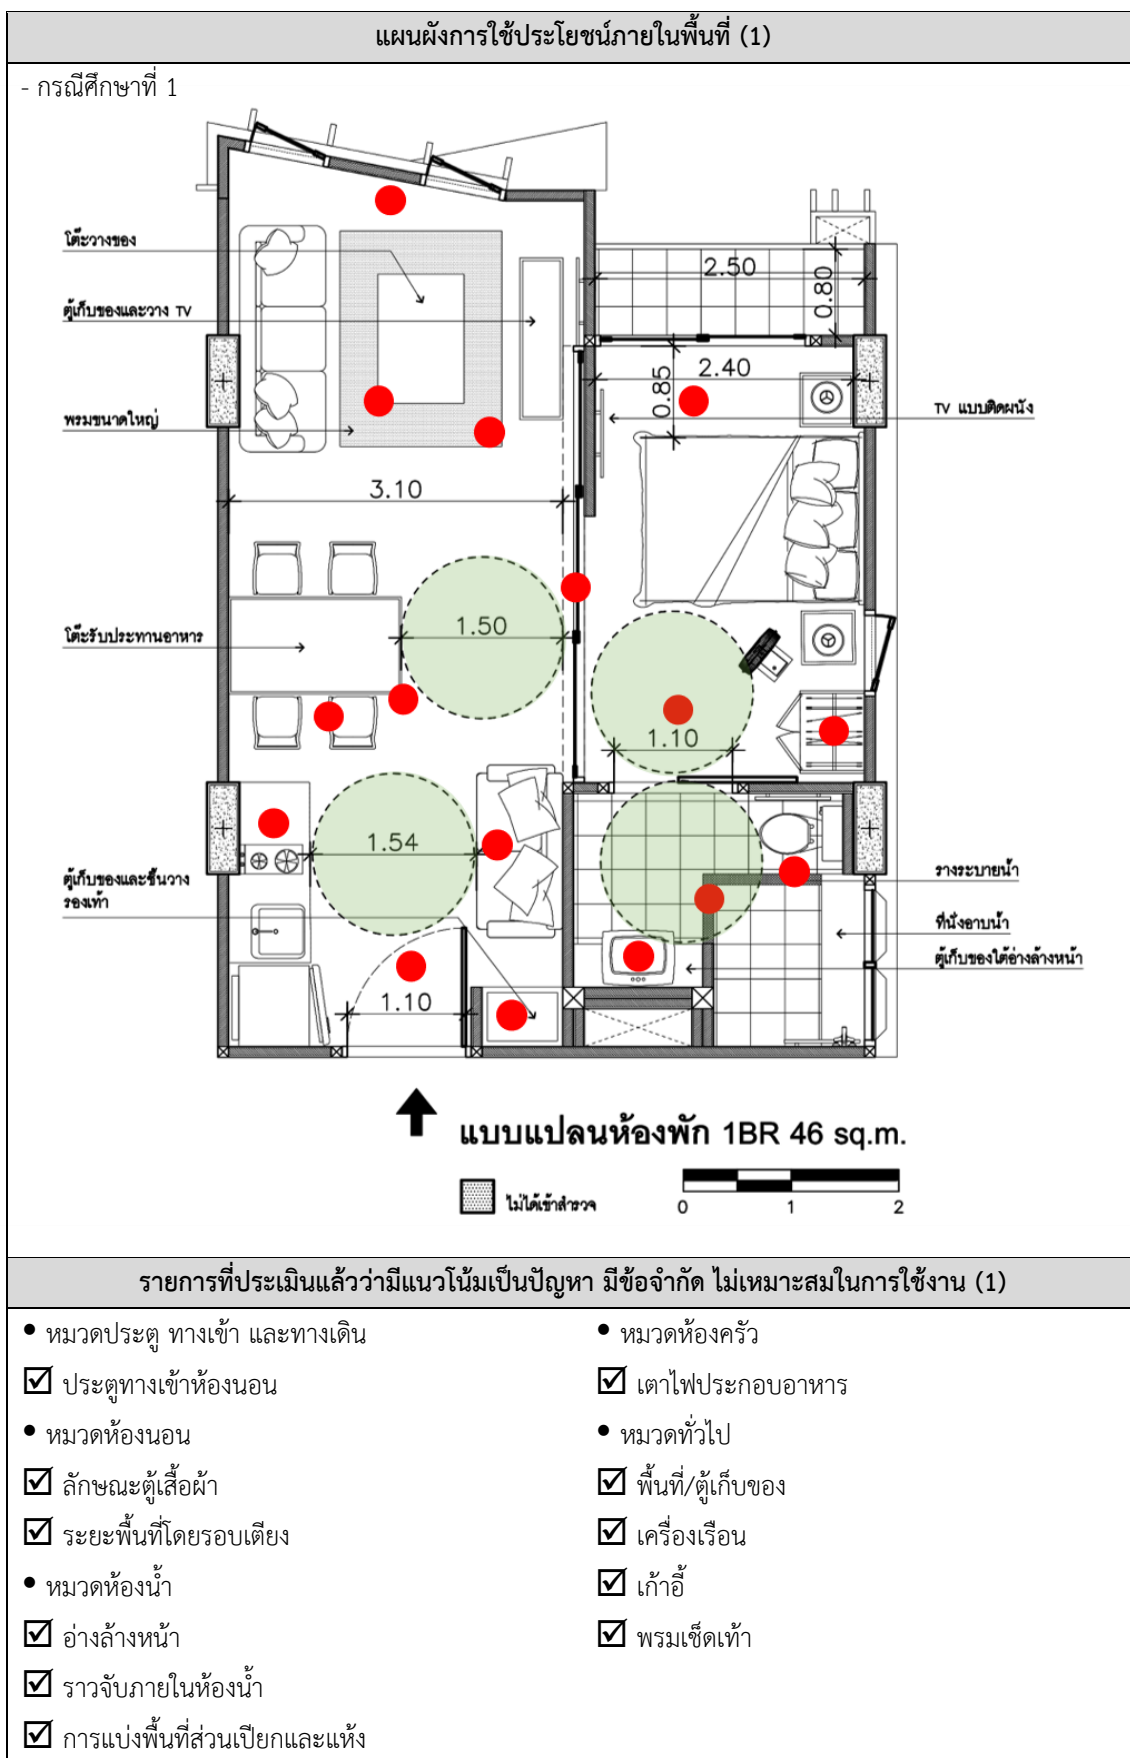 แผนผังการใช้ประโยชน์ภายในพื้นที่ (1)
- กรณีศึกษาที่ 1
โต๊ะวางของ
2.50
0.80
ตู้เก็บของและวาง TV
2.40
0.85
TV แบบติดผนัง
พรมขนาดใหญ่
3.10
1.50
โต๊ะรับประทานอาหาร
1.10
1.54
ตู้เก็บของและชั้นวาง
รองเท้า
รางระบายน้ำ
ที่นั่งอาบน้ำ
ตู้เก็บของใต้อ่างล้างหน้า
1.10
แบบแปลนห้องพัก 1BR 46 sq.m.
ไม่ได้เข้าสำรวจ
0 1 2
รายการที่ประเมินแล้วว่ามีแนวโน้มเป็นปัญหา มีข้อจำกัด ไม่เหมาะสมในการใช้งาน (1)
• หมวดประตู ทางเข้า และทางเดิน
☑ ประตูทางเข้าห้องนอน
• หมวดห้องนอน
☑ ลักษณะตู้เสื้อผ้า
☑ ระยะพื้นที่โดยรอบเตียง
• หมวดห้องน้ำ
☑ อ่างล้างหน้า
☑ ราวจับภายในห้องน้ำ
☑ การแบ่งพื้นที่ส่วนเปียกและแห้ง
• หมวดห้องครัว
☑ เตาไฟประกอบอาหาร
• หมวดทั่วไป
☑ พื้นที่/ตู้เก็บของ
☑ เครื่องเรือน
☑ เก้าอี้
☑ พรมเช็ดเท้า